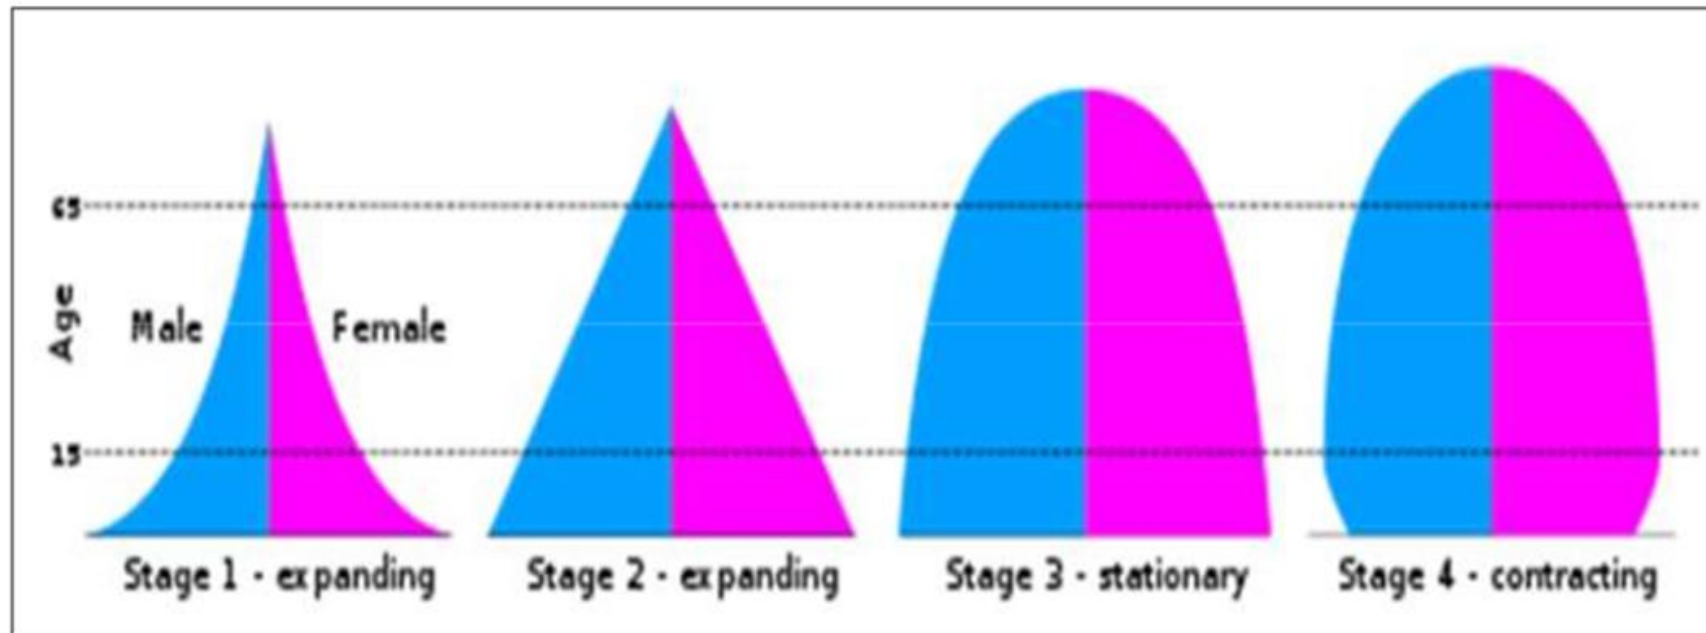 65
Age
Male
Female
15
Stage 1 - expanding
Stage 2 - expanding
Stage 3 - stationary
Stage 4 - contracting